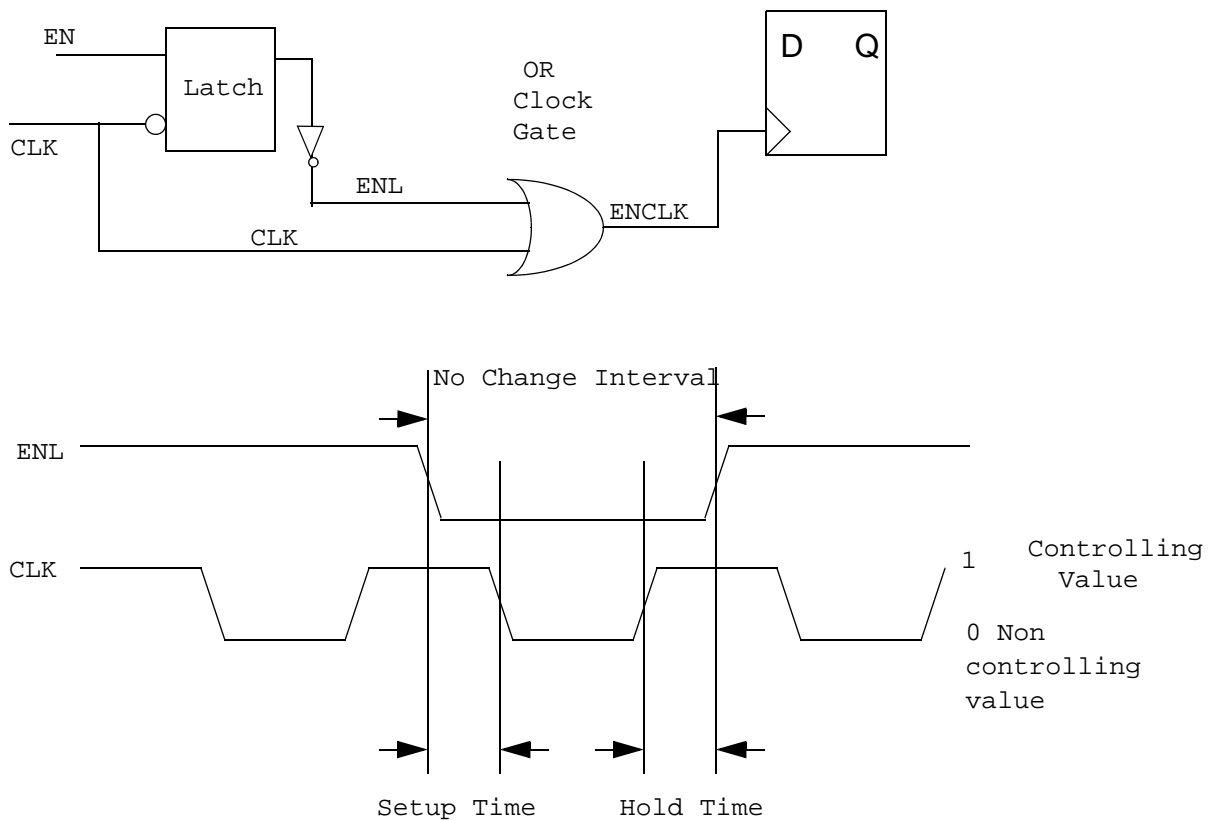 EN
Latch
CLK
OR
Clock
Gate
D Q
ENL
CLK
ENCLK
No Change Interval
ENL
CLK
1 Controlling
Value
0 Non
controlling
value
Setup Time
Hold Time